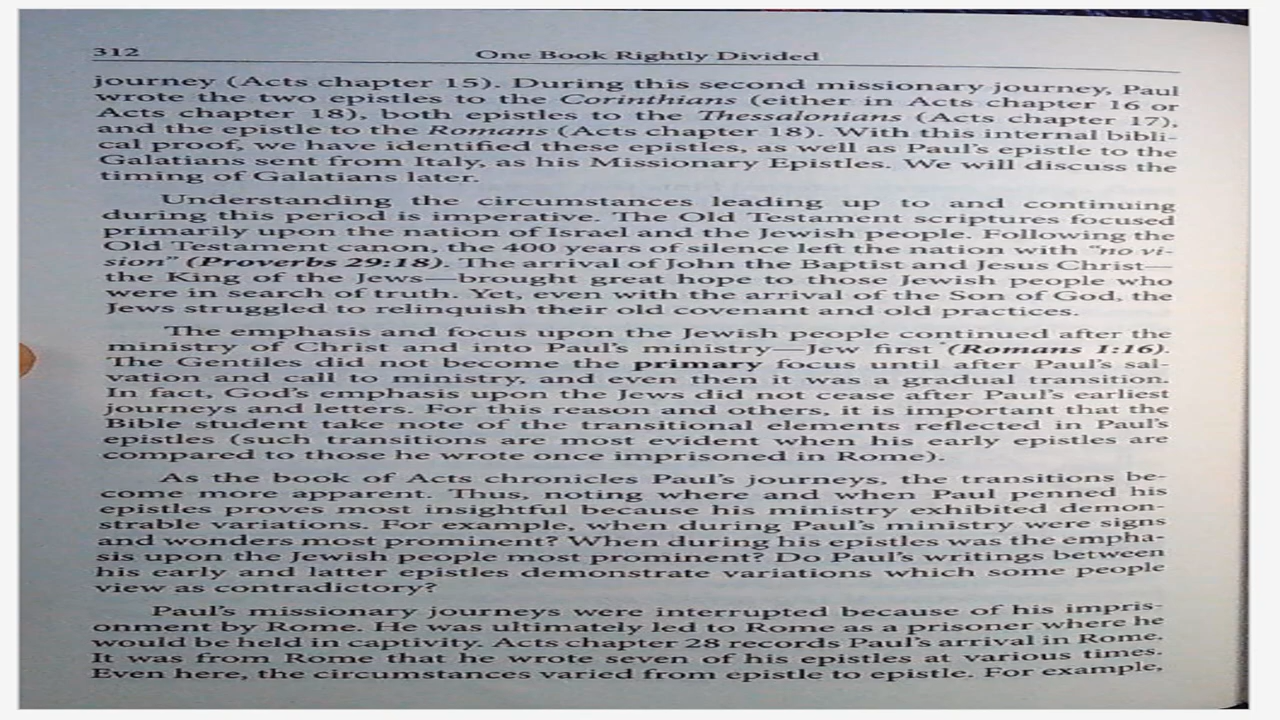 312
One Book Rightly Divided
journey (Acts chapter 15). During this second missionary journey, Paul
wrote the two epistles to the Corinthians (either in Acts chapter 16 or
Acts chapter 18), both epistles to the Thessalonians (Acts chapter 17),
and the epistle to the Romans (Acts chapter 18). With this internal bibli-
cal proof, we have identified these epistles, as well as Paul's epistle to the
Galatians sent from Italy, as his Missionary Epistles. We will discuss the
timing of Galatians later.
Understanding the circumstances leading up to and continuing
during this period is imperative. The Old Testament scriptures focused
primarily upon the nation of Israel and the Jewish people. Following the
Old Testament canon, the 400 years of silence left the nation with "no vi-
sion" (Proverbs 29:18). The arrival of John the Baptist and Jesus Christ—
the King of the Jews—brought great hope to those Jewish people who
were in search of truth. Yet, even with the arrival of the Son of God, the
Jews struggled to relinquish their old covenant and old practices.
The emphasis and focus upon the Jewish people continued after the
ministry of Christ and into Paul's ministry—Jew first (Romans 1:16).
The Gentiles did not become the primary focus until after Paul's sal-
vation and call to ministry, and even then it was a gradual transition.
In fact, God's emphasis upon the Jews did not cease after Paul's earliest
journeys and letters. For this reason and others, it is important that the
Bible student take note of the transitional elements reflected in Paul's
epistles (such transitions are most evident when his early epistles are
compared to those he wrote once imprisoned in Rome).
As the book of Acts chronicles Paul's journeys, the transitions be-
come more apparent. Thus, noting where and when Paul penned his
epistles proves most insightful because his ministry exhibited demon-
strable variations. For example, when during Paul's ministry were signs
and wonders most prominent? When during his epistles was the empha-
sis upon the Jewish people most prominent? Do Paul's writings between
his early and latter epistles demonstrate variations which some people
view as contradictory?
Paul's missionary journeys were interrupted because of his impris-
onment by Rome. He was ultimately led to Rome as a prisoner where he
would be held in captivity. Acts chapter 28 records Paul's arrival in Rome.
It was from Rome that he wrote seven of his epistles at various times.
Even here, the circumstances varied from epistle to epistle. For example,